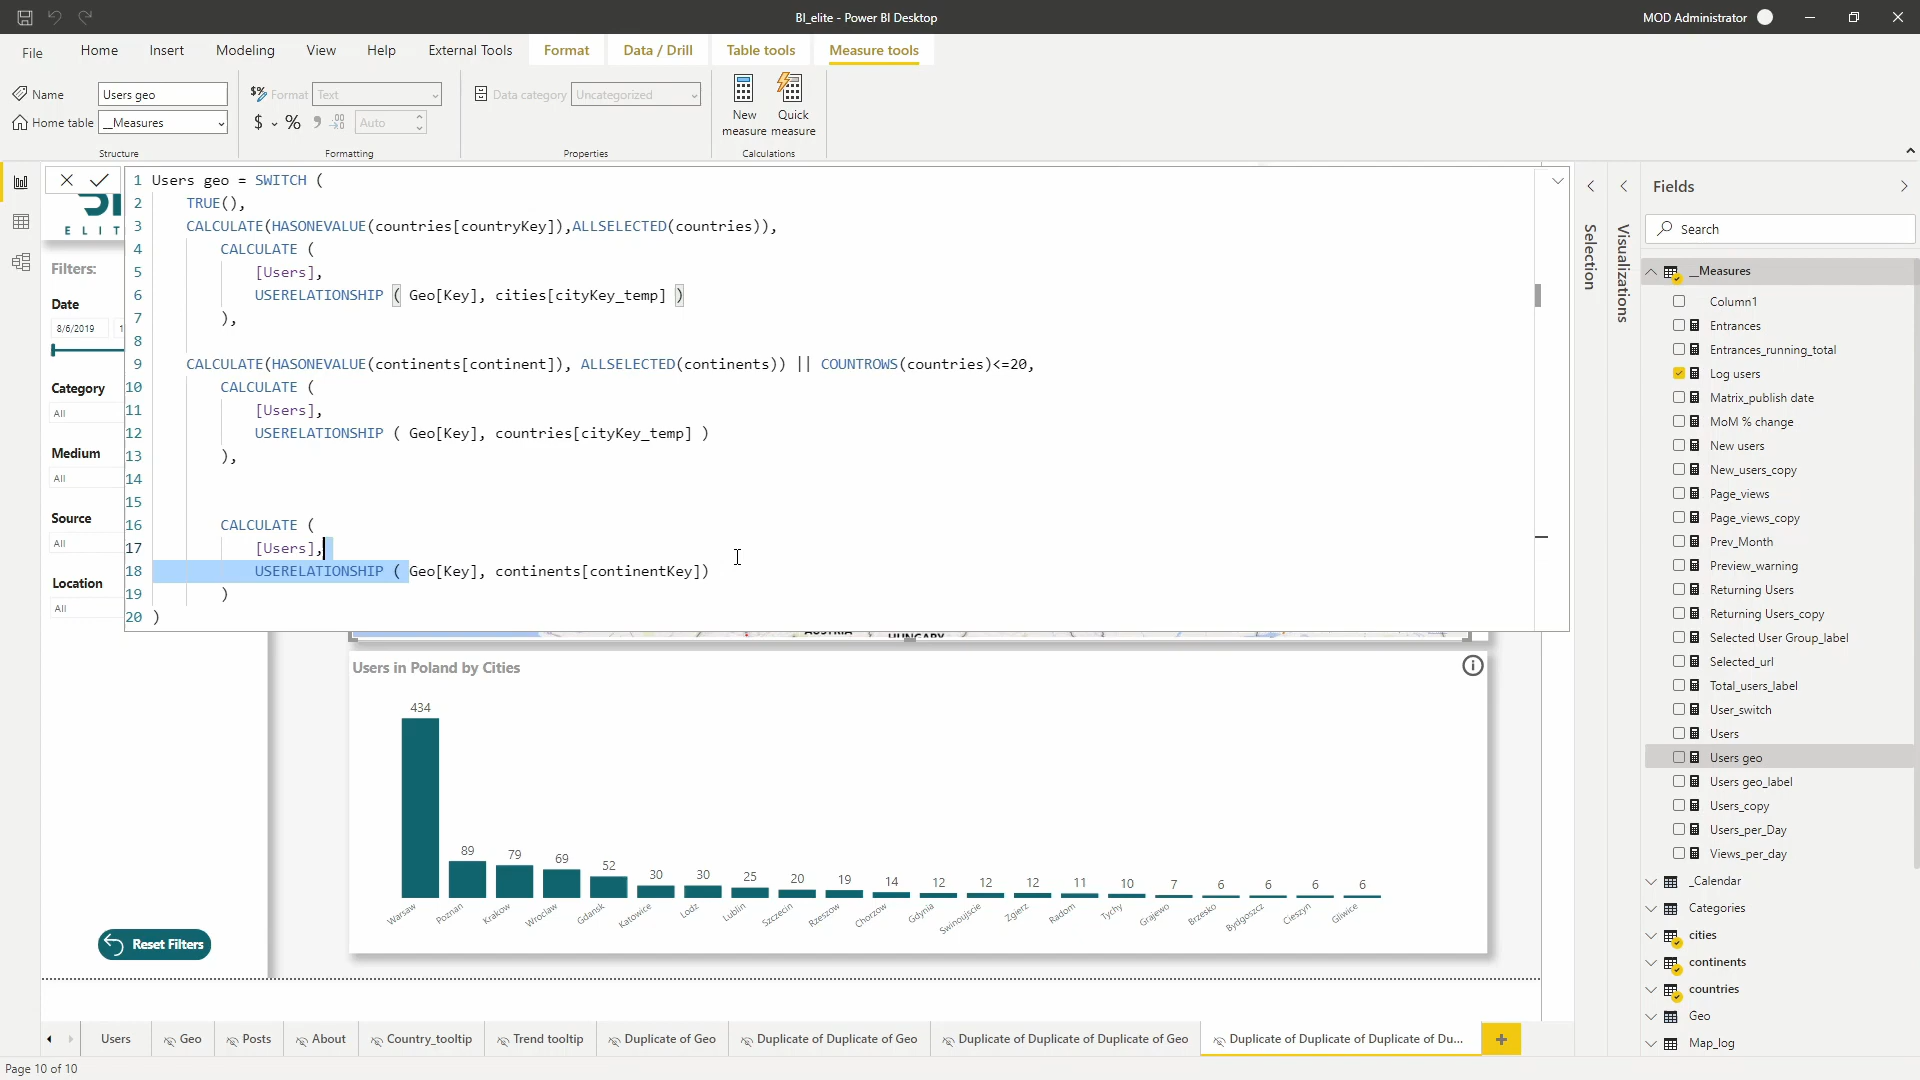 BI_elite - Power BI Desktop
MOD Administrator
File
Home
Insert
Modeling
View
Help
External Tools
Format
Data / Drill
Table tools
Measure tools
Name
Users geo
Home table
__Measures
Structure
Format
Text
$
%
Auto
Formatting
Data category
Uncategorized
Properties
New measure
Quick measure
Calculations
1 Users geo = SWITCH (
2 TRUE(),
3 CALCULATE(HASONEVALUE(countries[countryKey]),ALLSELECTED(countries)),
4 CALCULATE (
5 [Users],
6 USERELATIONSHIP ( Geo[Key], cities[cityKey_temp] )
7 ),
8
9 CALCULATE(HASONEVALUE(continents[continent]), ALLSELECTED(continents)) || COUNTROWS(countries)<=20,
10 CALCULATE (
11 [Users],
12 USERELATIONSHIP ( Geo[Key], countries[cityKey_temp] )
13 ),
14
15
16 CALCULATE (
17 [Users],
18 USERELATIONSHIP ( Geo[Key], continents[continentKey])
19 )
20 )
ELIT
Filters:
Date
8/6/2019
1
Category
All
Medium
All
Source
All
Location
All
Reset Filters
AUSTRIA
HUNGARY
Users in Poland by Cities
434
89
79
69
52
30
30
25
20
19
14
12
12
12
11
10
7
6
6
6
6
Warsaw
Poznan
Krakow
Wroclaw
Gdansk
Katowice
Lodz
Lublin
Szczecin
Rzeszow
Chorzow
Gdynia
Swinoujscie
Zgierz
Radom
Tychy
Grajewo
Brzesko
Bydgoszcz
Cieszyn
Gliwice
Selection
Visualizations
Fields
Search
__Measures
Column1
Entrances
Entrances_running_total
Log users
Matrix_publish date
MoM % change
New users
New_users_copy
Page_views
Page_views_copy
Prev_Month
Preview_warning
Returning Users
Returning Users_copy
Selected User Group_label
Selected_url
Total_users_label
User_switch
Users
Users geo
Users geo_label
Users_copy
Users_per_Day
Views_per_day
_Calendar
Categories
cities
continents
countries
Geo
Map_log
Users
Geo
Posts
About
Country_tooltip
Trend tooltip
Duplicate of Geo
Duplicate of Duplicate of Geo
Duplicate of Duplicate of Duplicate of Geo
Duplicate of Duplicate of Duplicate of Du...
+
Page 10 of 10